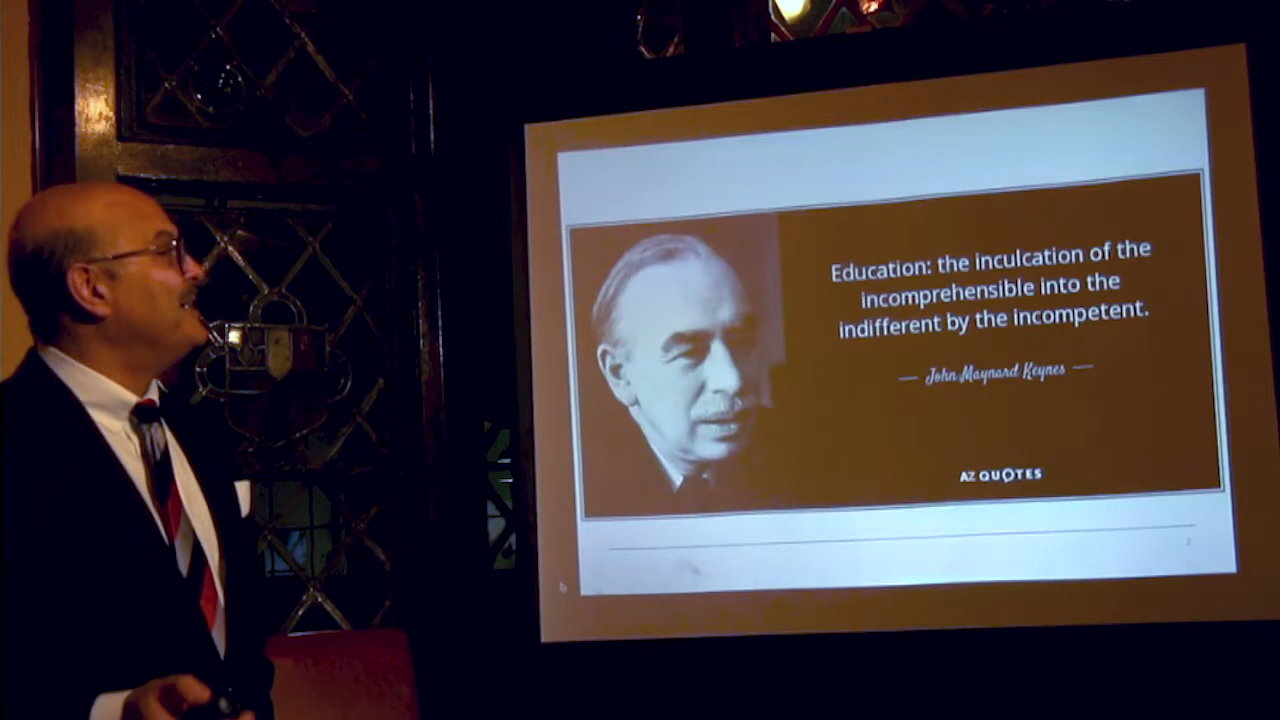 Education: the inculcation of the
incomprehensible into the
indifferent by the incompetent.
— John Maynard Keynes —
AZ QUOTES